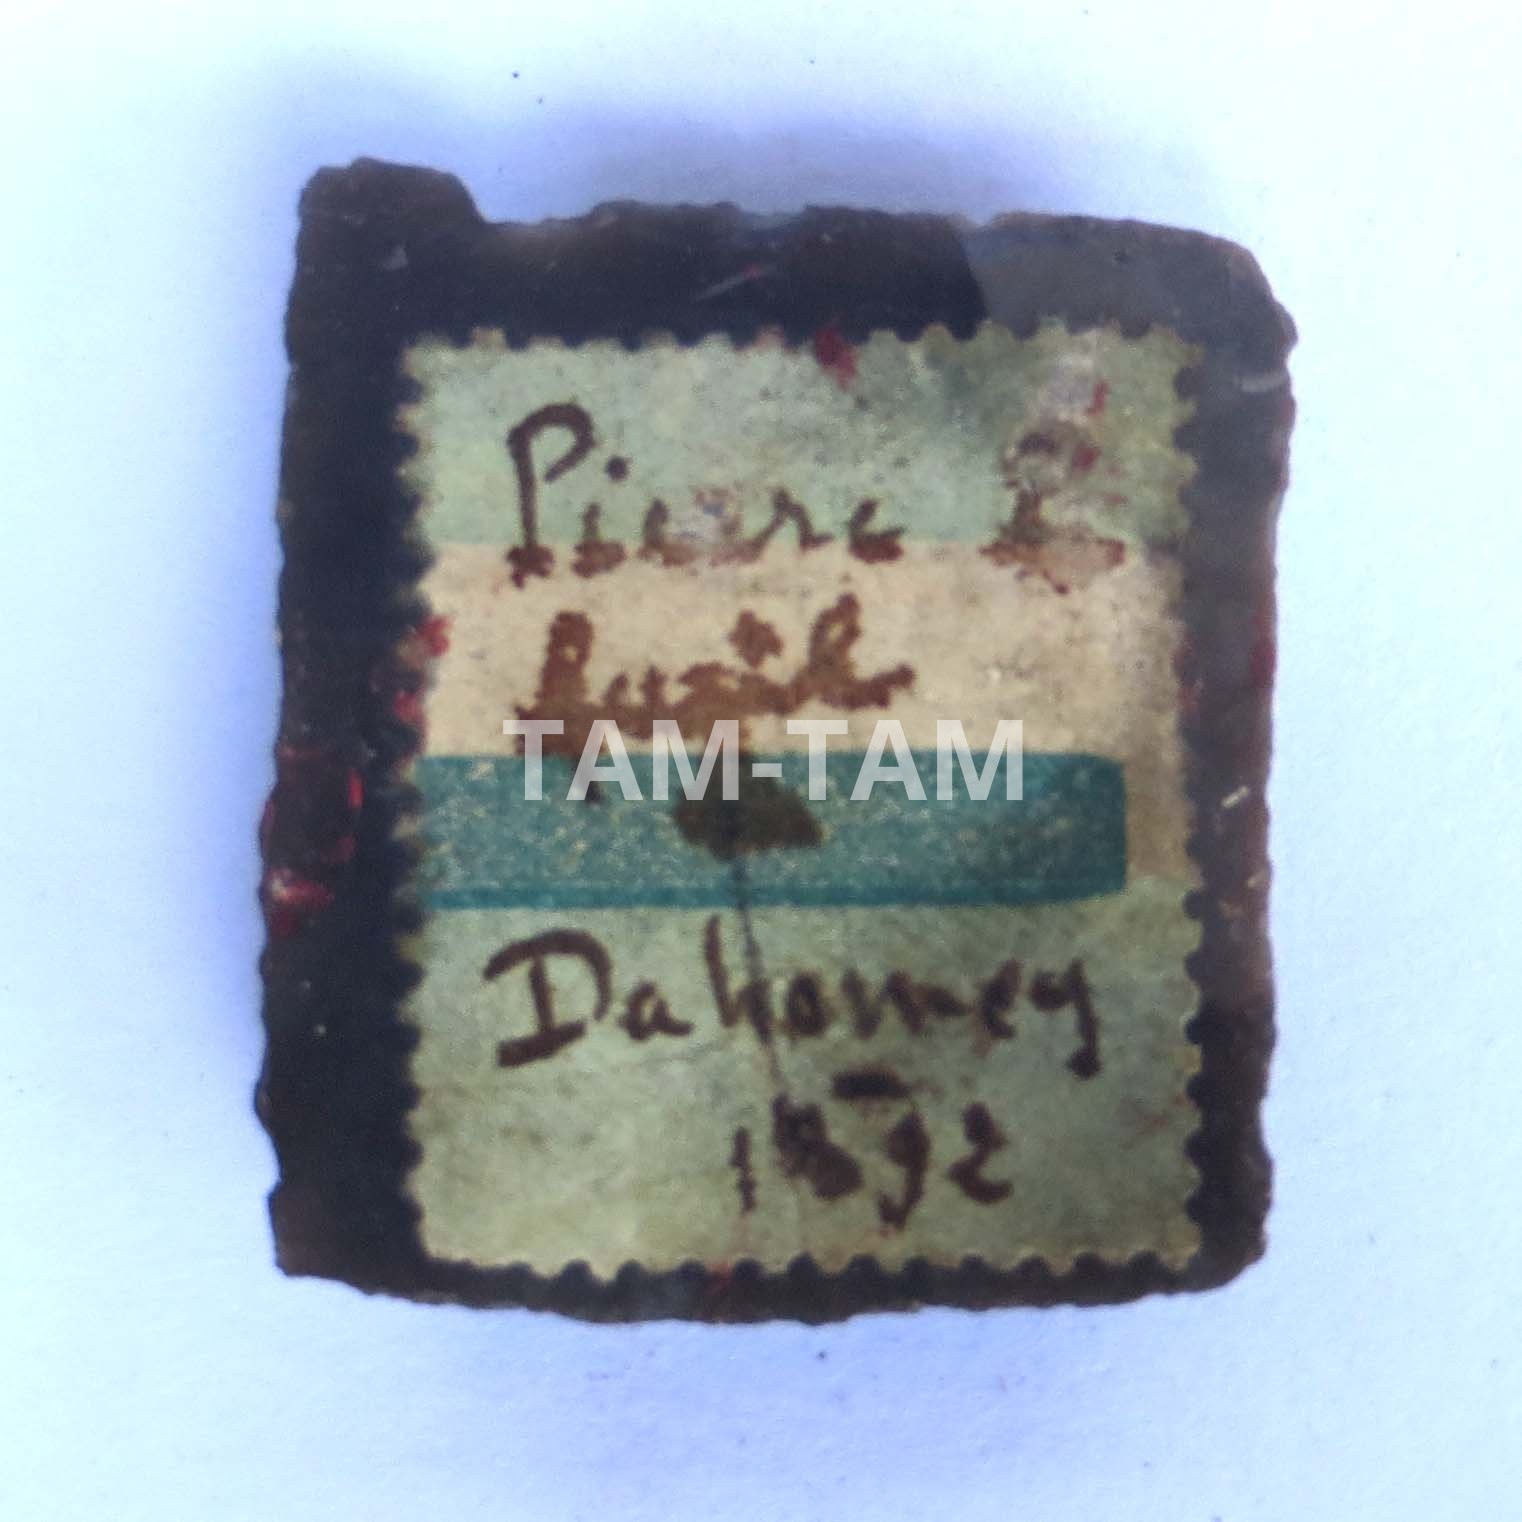 Pierre à
fusil
TAM-TAM
Dahomey
1892